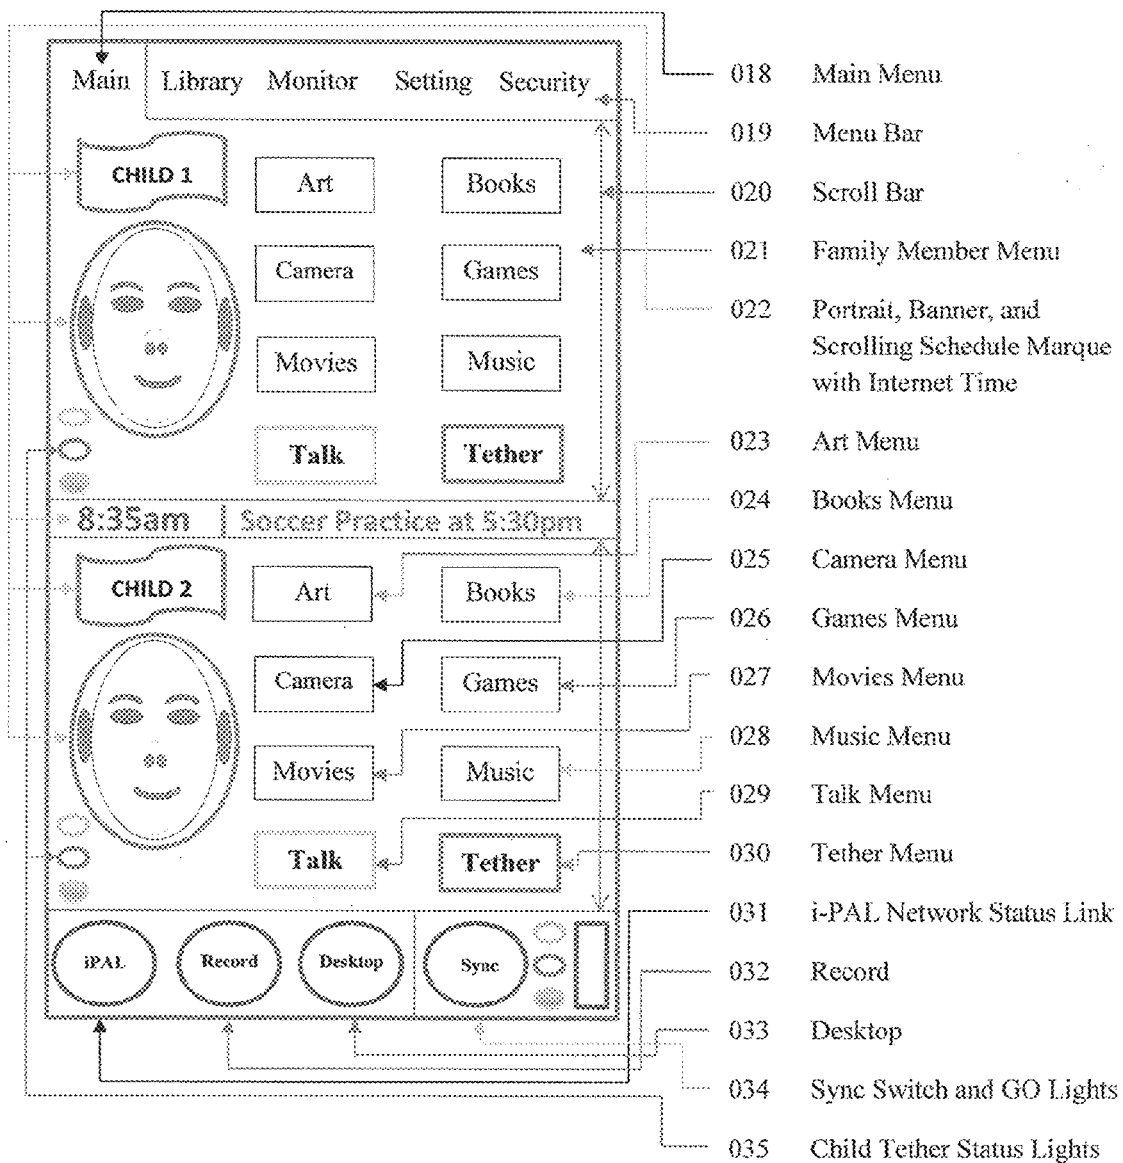 Main Library Monitor Setting Security
CHILD 1
Art Books
Camera Games
Movies Music
Talk Tether
8:35am Soccer Practice at 5:30pm
CHILD 2
Art Books
Camera Games
Movies Music
Talk Tether
iPAL Record Desktop Sync
018 Main Menu
019 Menu Bar
020 Scroll Bar
021 Family Member Menu
022 Portrait, Banner, and
Scrolling Schedule Marque
with Internet Time
023 Art Menu
024 Books Menu
025 Camera Menu
026 Games Menu
027 Movies Menu
028 Music Menu
029 Talk Menu
030 Tether Menu
031 i-PAL Network Status Link
032 Record
033 Desktop
034 Sync Switch and GO Lights
035 Child Tether Status Lights